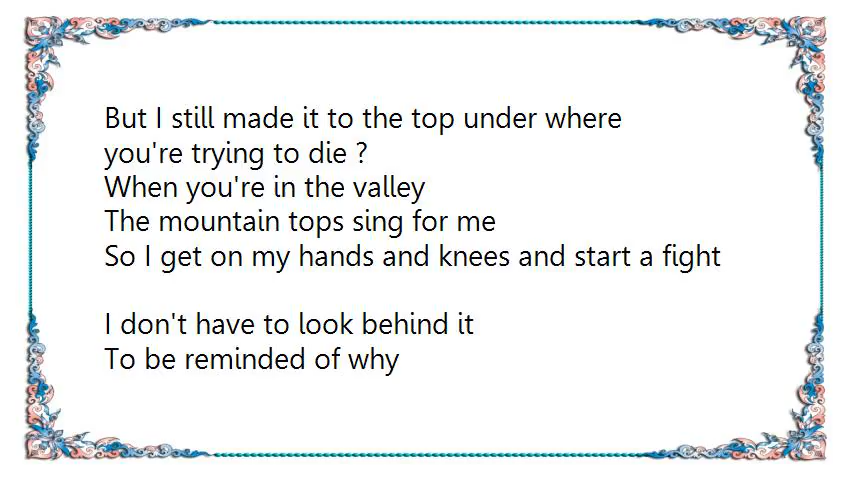 But I still made it to the top under where
you're trying to die ?
When you're in the valley
The mountain tops sing for me
So I get on my hands and knees and start a fight
I don't have to look behind it
To be reminded of why